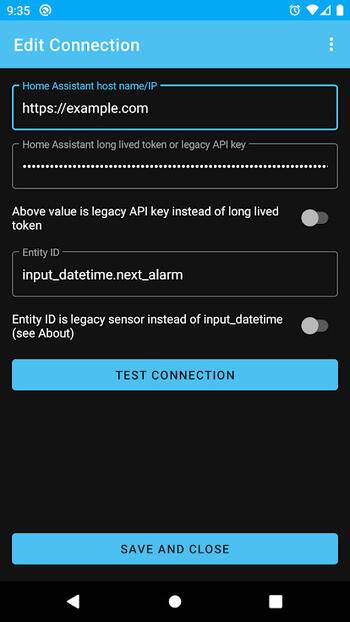 9:35
Edit Connection
Home Assistant host name/IP
https://example.com
Home Assistant long lived token or legacy API key
Above value is legacy API key instead of long lived
token
Entity ID
input_datetime.next_alarm
Entity ID is legacy sensor instead of input_datetime
(see About)
TEST CONNECTION
SAVE AND CLOSE